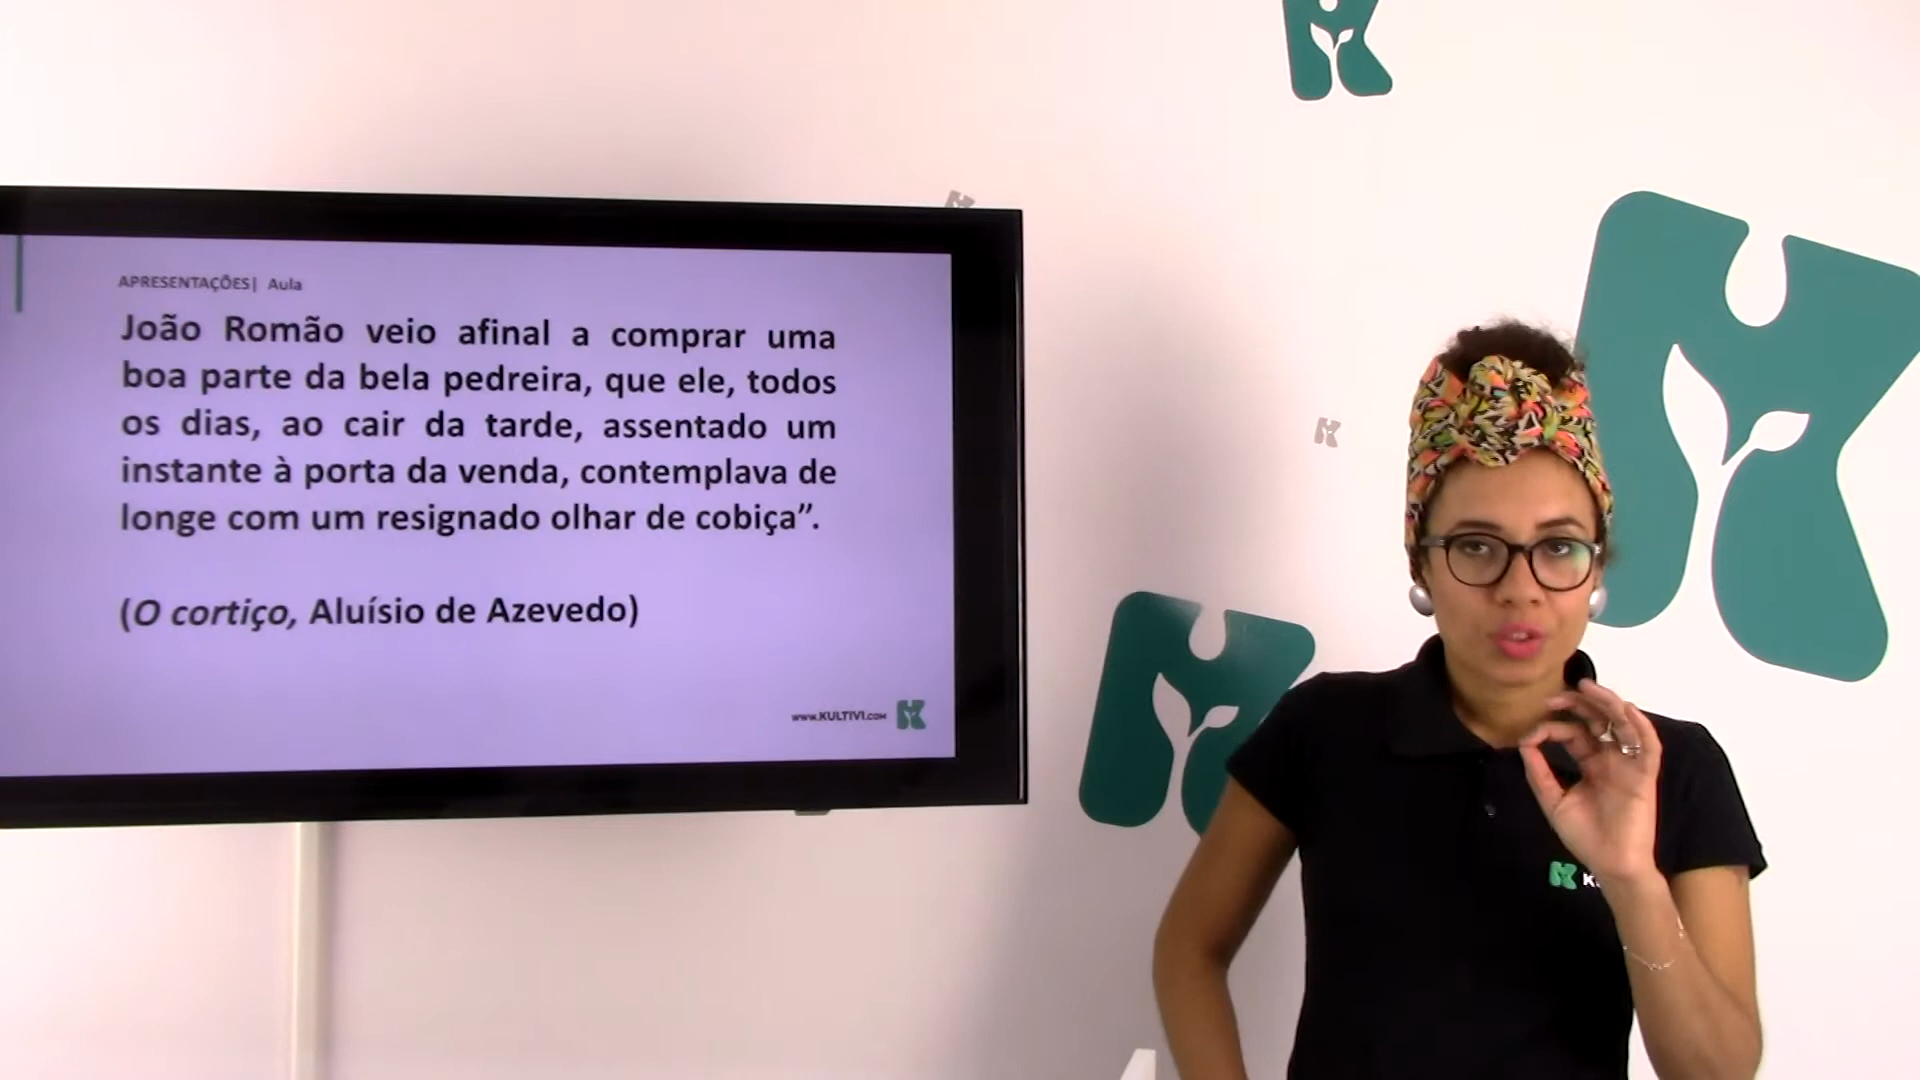 APRESENTAÇÕES| Aula
João Romão veio afinal a comprar uma
boa parte da bela pedreira, que ele, todos
os dias, ao cair da tarde, assentado um
instante à porta da venda, contemplava de
longe com um resignado olhar de cobiça”.
(O cortiço, Aluísio de Azevedo)
www.KULTIVI.COM